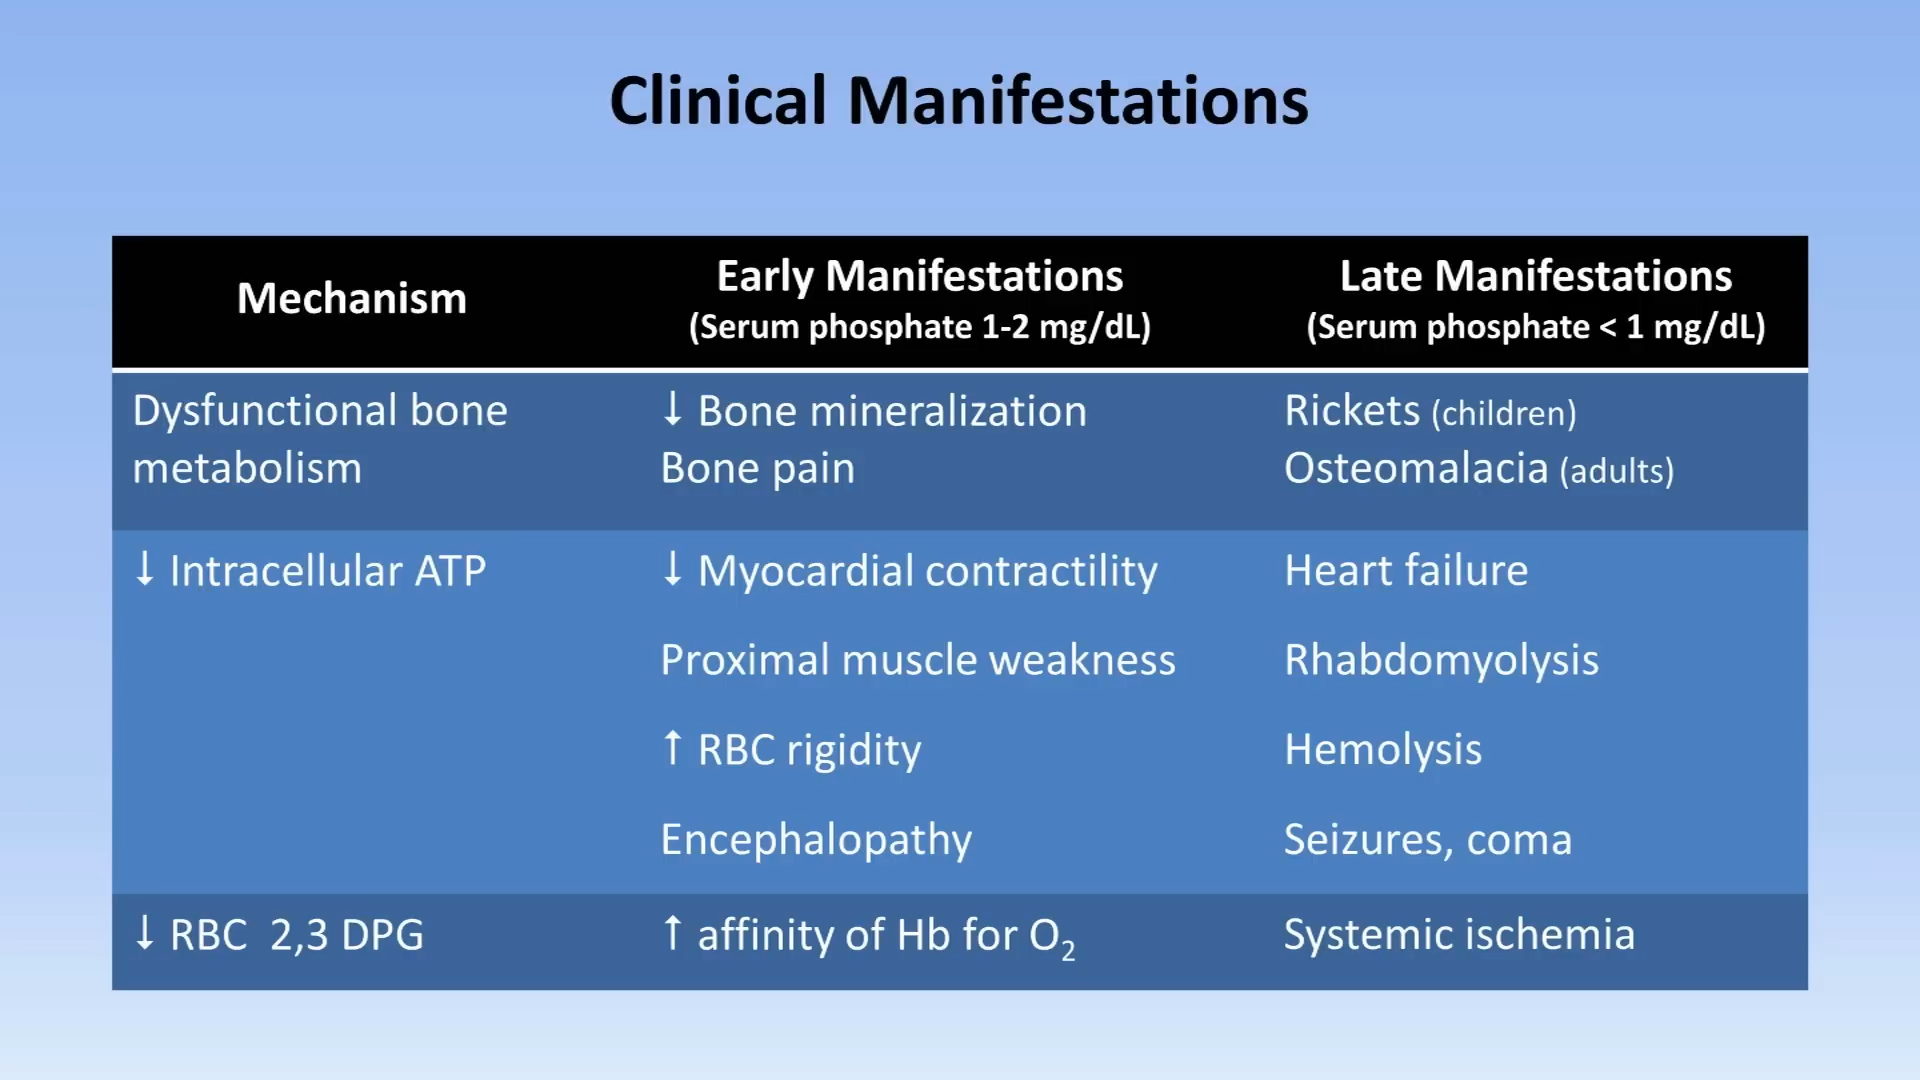 Clinical Manifestations
Mechanism
Early Manifestations
(Serum phosphate 1-2 mg/dL)
Late Manifestations
(Serum phosphate < 1 mg/dL)
Dysfunctional bone
metabolism
↓ Bone mineralization
Bone pain
Rickets (children)
Osteomalacia (adults)
↓ Intracellular ATP
↓ Myocardial contractility
Heart failure
Proximal muscle weakness
Rhabdomyolysis
↑ RBC rigidity
Hemolysis
Encephalopathy
Seizures, coma
↓ RBC 2,3 DPG
↑ affinity of Hb for O₂
Systemic ischemia